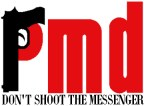 Pmd
DON'T SHOOT THE MESSENGER